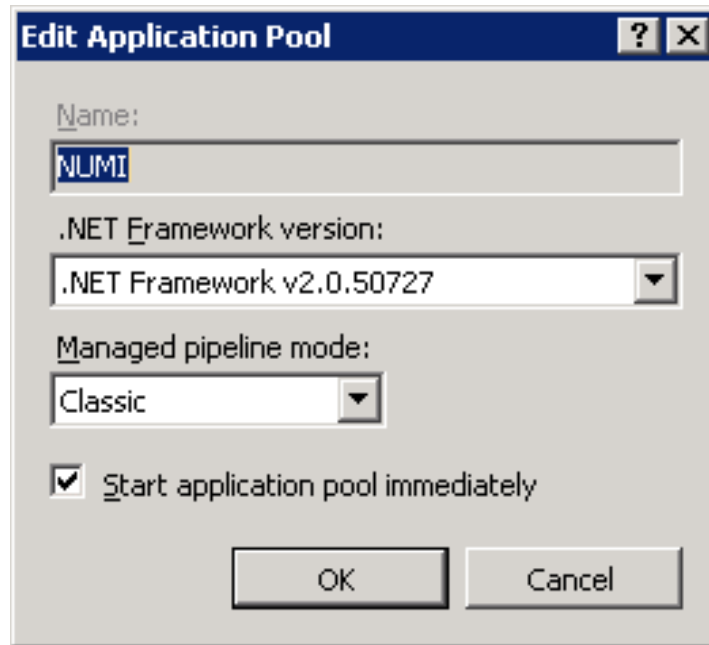 Edit Application Pool
Name:
NUMI
.NET Framework version:
.NET Framework v2.0.50727
Managed pipeline mode:
Classic
Start application pool immediately
OK Cancel